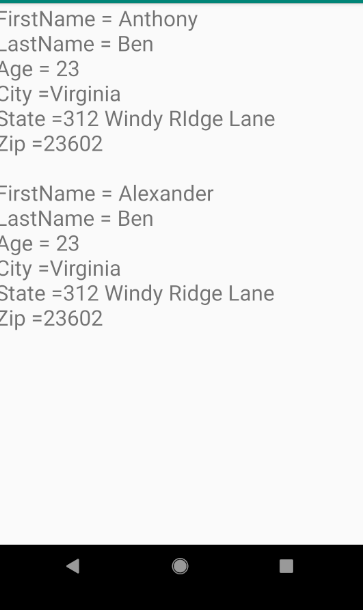 FirstName = Anthony
LastName = Ben
Age = 23
City =Virginia
State =312 Windy RIdge Lane
Zip =23602
FirstName = Alexander
LastName = Ben
Age = 23
City =Virginia
State =312 Windy Ridge Lane
Zip =23602